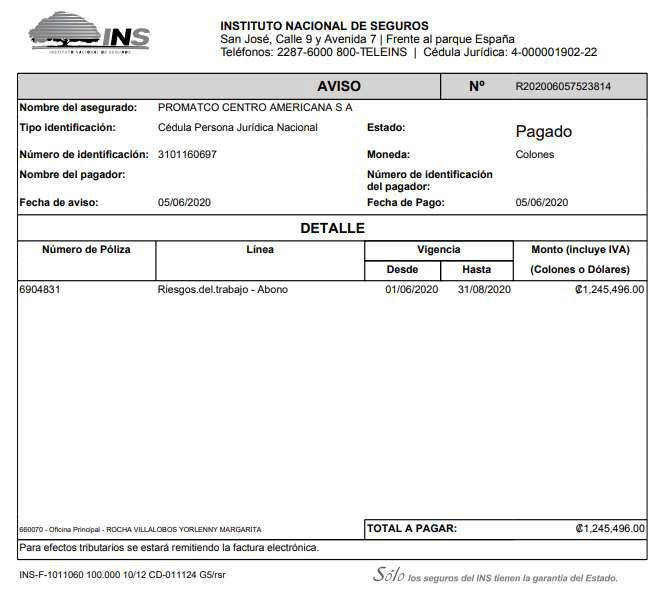 INS
INSTITUTO NACIONAL DE SEGUROS
INSTITUTO NACIONAL DE SEGUROS
San José, Calle 9 y Avenida 7 | Frente al parque España
Teléfonos: 2287-6000 800-TELEINS | Cédula Jurídica: 4-000001902-22
AVISO Nº R202006057523814
Nombre del asegurado: PROMATCO CENTRO AMERICANA S A
Tipo identificación: Cédula Persona Jurídica Nacional Estado: Pagado
Número de identificación: 3101160697 Moneda: Colones
Nombre del pagador: Número de identificación
del pagador:
Fecha de aviso: 05/06/2020 Fecha de Pago: 05/06/2020
DETALLE
Número de Póliza Línea Vigencia Monto (incluye IVA)
Desde Hasta (Colones o Dólares)
6904831 Riesgos.del.trabajo - Abono 01/06/2020 31/08/2020 ₡1,245,496.00
660070 - Oficina Principal - ROCHA VILLALOBOS YORLENNY MARGARITA TOTAL A PAGAR: ₡1,245,496.00
Para efectos tributarios se estará remitiendo la factura electrónica.
INS-F-1011060 100.000 10/12 CD-011124 G5/rsr Sólo los seguros del INS tienen la garantía del Estado.